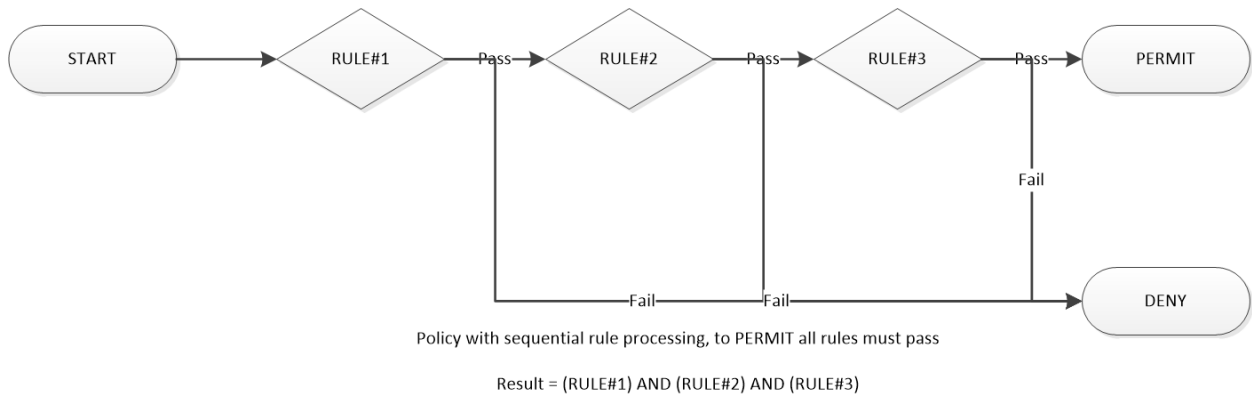 START
RULE#1
Pass
RULE#2
Pass
RULE#3
Pass
PERMIT
Fail
Fail
Fail
DENY
Policy with sequential rule processing, to PERMIT all rules must pass
Result = (RULE#1) AND (RULE#2) AND (RULE#3)